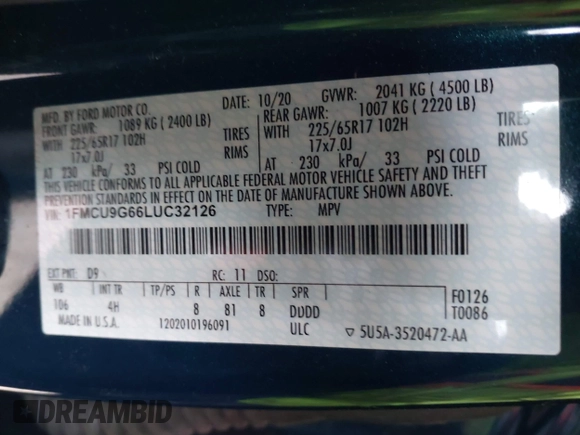 MFD. BY FORD MOTOR CO.
DATE: 10/20 GVWR: 2041 KG ( 4500 LB)
FRONT GAWR: 1089 KG ( 2400 LB) REAR GAWR: 1007 KG ( 2220 LB)
WITH 225/65R17 102H TIRES WITH 225/65R17 102H TIRES
17x7.0J RIMS 17x7.0J RIMS
AT 230 kPa/ 33 PSI COLD AT 230 kPa/ 33 PSI COLD
THIS VEHICLE CONFORMS TO ALL APPLICABLE FEDERAL MOTOR VEHICLE SAFETY AND THEFT
PREVENTION STANDARDS IN EFFECT ON THE DATE OF MANUFACTURE SHOWN ABOVE.
VIN: 1FMCU9G66LUC32126 TYPE: MPV
EXT PNT: D9 RC: 11 DSO:
WB INT TR TP/PS R AXLE TR SPR F0126
106 4H 8 81 8 DUDD T0086
MADE IN U.S.A. 1202010196091 ULC ▽ 5U5A-3520472-AA
DREAMBID